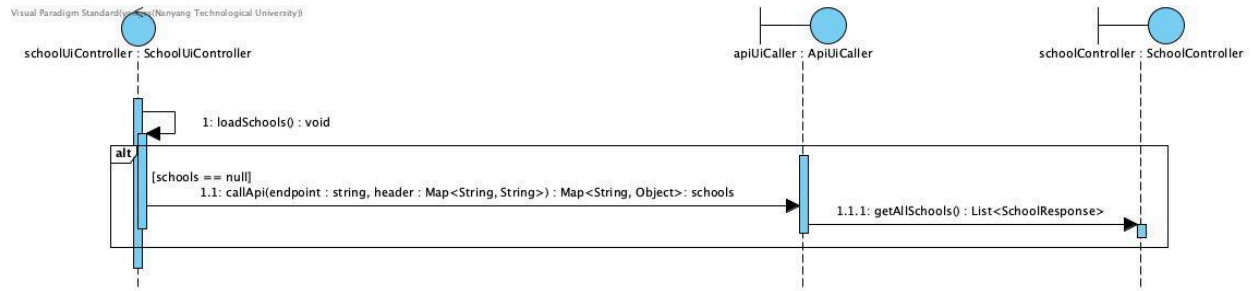 Visual Paradigm Standard(
(Nanyang Technological University))
schoolUiController : SchoolUiController
apiUiCaller : ApiUiCaller
schoolController : SchoolController
1: loadSchools() : void
alt
[schools == null]
1.1: callApi(endpoint : string, header : Map<String, String>) : Map<String, Object>: schools
1.1.1: getAllSchools() : List<SchoolResponse>